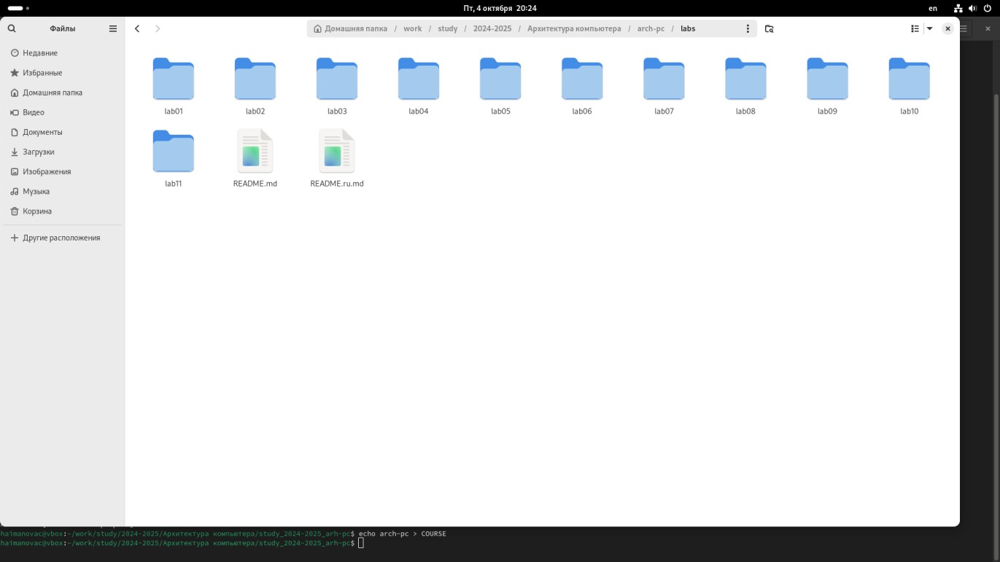 Пт, 4 октября 20:24
en
Файлы
Домашняя папка / work / study / 2024-2025 / Архитектура компьютера / arch-pc / labs
Недавние
Избранные
Домашняя папка
Видео
Документы
Загрузки
Изображения
Музыка
Корзина
Другие расположения
lab01 lab02 lab03 lab04 lab05 lab06 lab07 lab08 lab09 lab10
lab11 README.md README.ru.md
haimanovac@vbox:~/work/study/2024-2025/Архитектура компьютера/study_2024-2025_arh-pc$ echo arch-pc > COURSE
haimanovac@vbox:~/work/study/2024-2025/Архитектура компьютера/study_2024-2025_arh-pc$